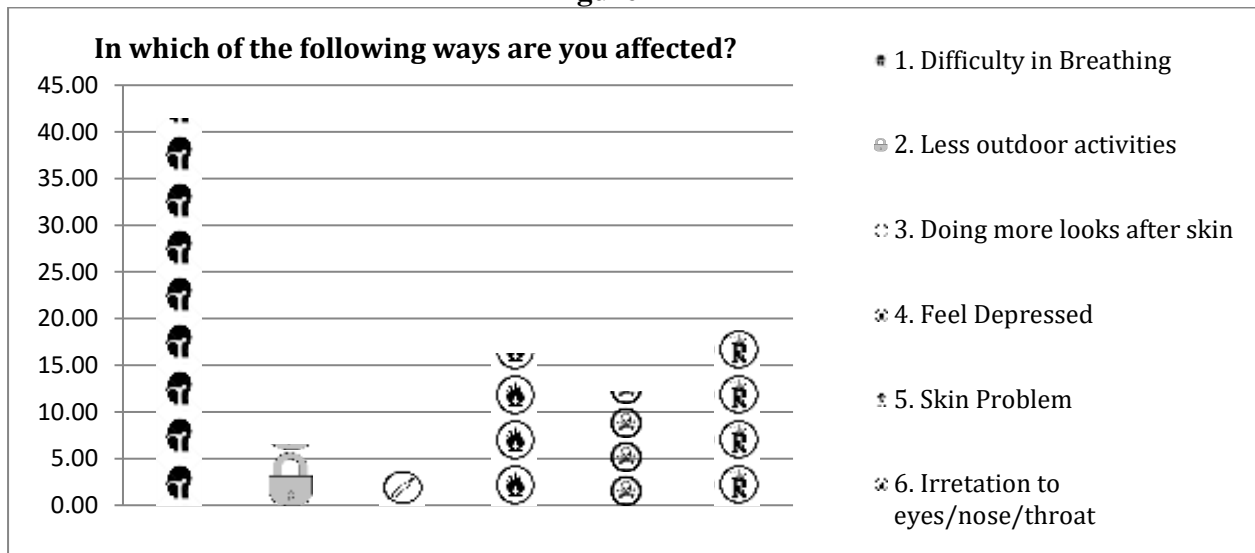 In which of the following ways are you affected?
45.00
40.00
35.00
30.00
25.00
20.00
15.00
10.00
5.00
0.00
1. Difficulty in Breathing
2. Less outdoor activities
3. Doing more looks after skin
4. Feel Depressed
5. Skin Problem
6. Irretation to
eyes/nose/throat